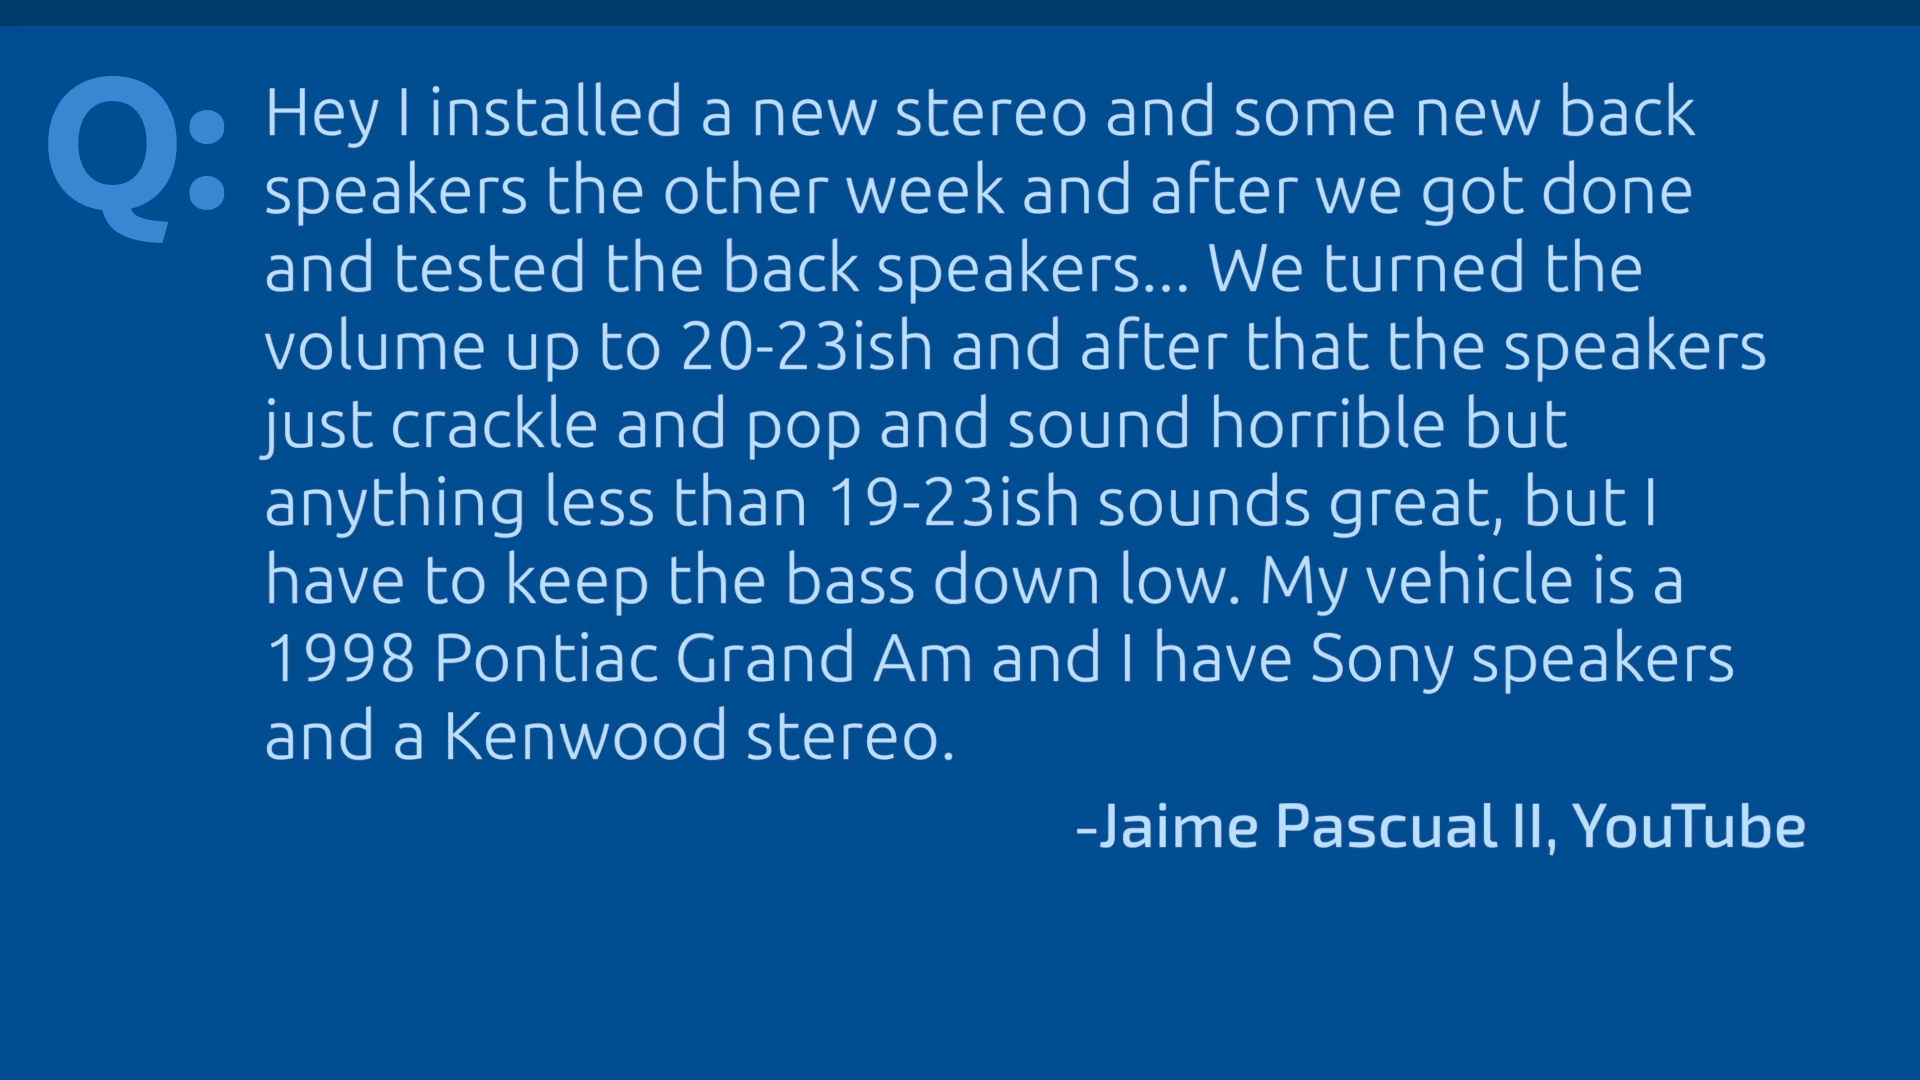 Q: Hey I installed a new stereo and some new back
speakers the other week and after we got done
and tested the back speakers... We turned the
volume up to 20-23ish and after that the speakers
just crackle and pop and sound horrible but
anything less than 19-23ish sounds great, but I
have to keep the bass down low. My vehicle is a
1998 Pontiac Grand Am and I have Sony speakers
and a Kenwood stereo.
-Jaime Pascual II, YouTube